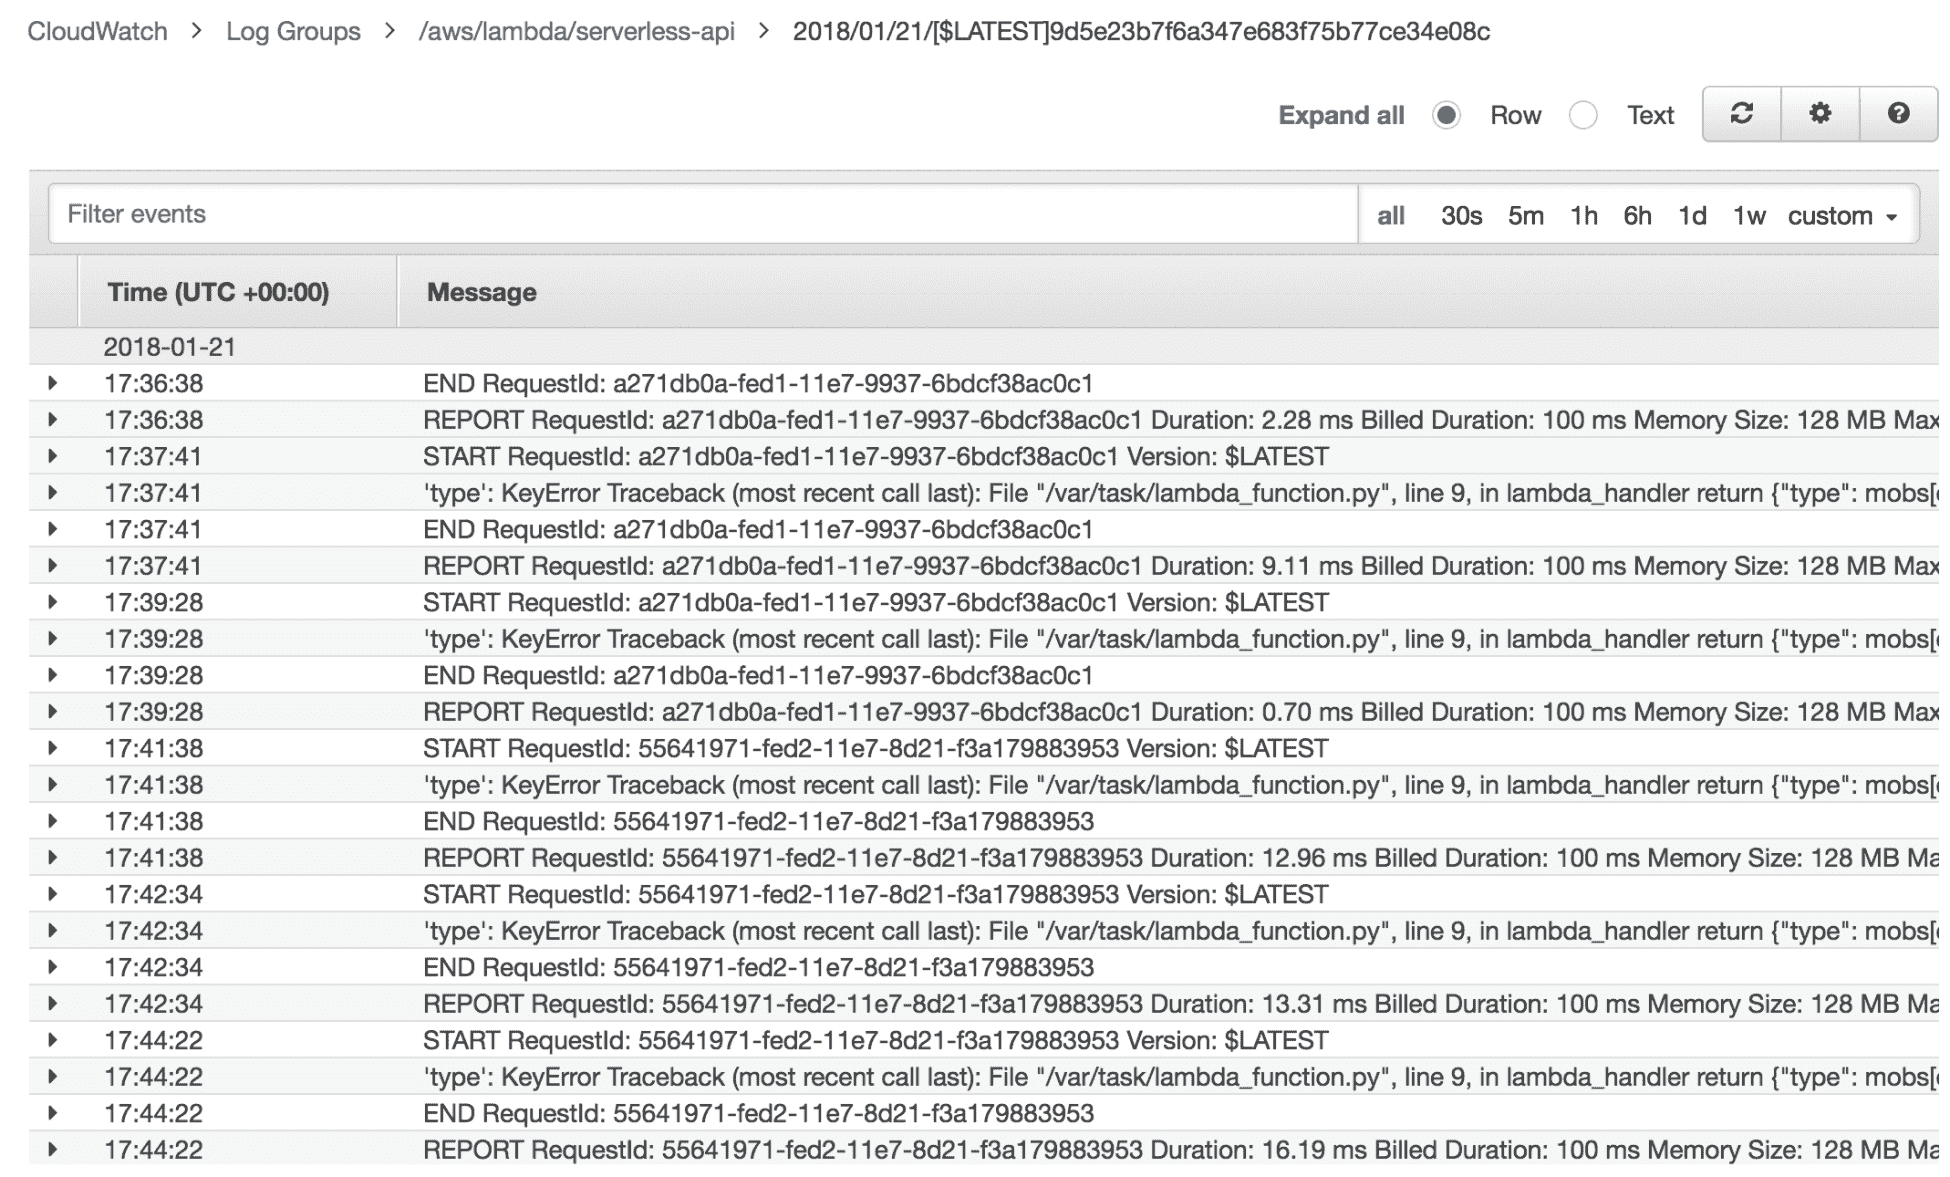 CloudWatch > Log Groups > /aws/lambda/serverless-api > 2018/01/21/[$LATEST]9d5e23b7f6a347e683f75b77ce34e08c
Expand all Row Text
Filter events all 30s 5m 1h 6h 1d 1w custom
Time (UTC +00:00) Message
2018-01-21
17:36:38 END RequestId: a271db0a-fed1-11e7-9937-6bdcf38ac0c1
17:36:38 REPORT RequestId: a271db0a-fed1-11e7-9937-6bdcf38ac0c1 Duration: 2.28 ms Billed Duration: 100 ms Memory Size: 128 MB Max
17:37:41 START RequestId: a271db0a-fed1-11e7-9937-6bdcf38ac0c1 Version: $LATEST
17:37:41 'type': KeyError Traceback (most recent call last): File "/var/task/lambda_function.py", line 9, in lambda_handler return {"type": mobs[
17:37:41 END RequestId: a271db0a-fed1-11e7-9937-6bdcf38ac0c1
17:37:41 REPORT RequestId: a271db0a-fed1-11e7-9937-6bdcf38ac0c1 Duration: 9.11 ms Billed Duration: 100 ms Memory Size: 128 MB Max
17:39:28 START RequestId: a271db0a-fed1-11e7-9937-6bdcf38ac0c1 Version: $LATEST
17:39:28 'type': KeyError Traceback (most recent call last): File "/var/task/lambda_function.py", line 9, in lambda_handler return {"type": mobs[
17:39:28 END RequestId: a271db0a-fed1-11e7-9937-6bdcf38ac0c1
17:39:28 REPORT RequestId: a271db0a-fed1-11e7-9937-6bdcf38ac0c1 Duration: 0.70 ms Billed Duration: 100 ms Memory Size: 128 MB Max
17:41:38 START RequestId: 55641971-fed2-11e7-8d21-f3a179883953 Version: $LATEST
17:41:38 'type': KeyError Traceback (most recent call last): File "/var/task/lambda_function.py", line 9, in lambda_handler return {"type": mobs[
17:41:38 END RequestId: 55641971-fed2-11e7-8d21-f3a179883953
17:41:38 REPORT RequestId: 55641971-fed2-11e7-8d21-f3a179883953 Duration: 12.96 ms Billed Duration: 100 ms Memory Size: 128 MB Ma
17:42:34 START RequestId: 55641971-fed2-11e7-8d21-f3a179883953 Version: $LATEST
17:42:34 'type': KeyError Traceback (most recent call last): File "/var/task/lambda_function.py", line 9, in lambda_handler return {"type": mobs[
17:42:34 END RequestId: 55641971-fed2-11e7-8d21-f3a179883953
17:42:34 REPORT RequestId: 55641971-fed2-11e7-8d21-f3a179883953 Duration: 13.31 ms Billed Duration: 100 ms Memory Size: 128 MB Ma
17:44:22 START RequestId: 55641971-fed2-11e7-8d21-f3a179883953 Version: $LATEST
17:44:22 'type': KeyError Traceback (most recent call last): File "/var/task/lambda_function.py", line 9, in lambda_handler return {"type": mobs[
17:44:22 END RequestId: 55641971-fed2-11e7-8d21-f3a179883953
17:44:22 REPORT RequestId: 55641971-fed2-11e7-8d21-f3a179883953 Duration: 16.19 ms Billed Duration: 100 ms Memory Size: 128 MB Ma